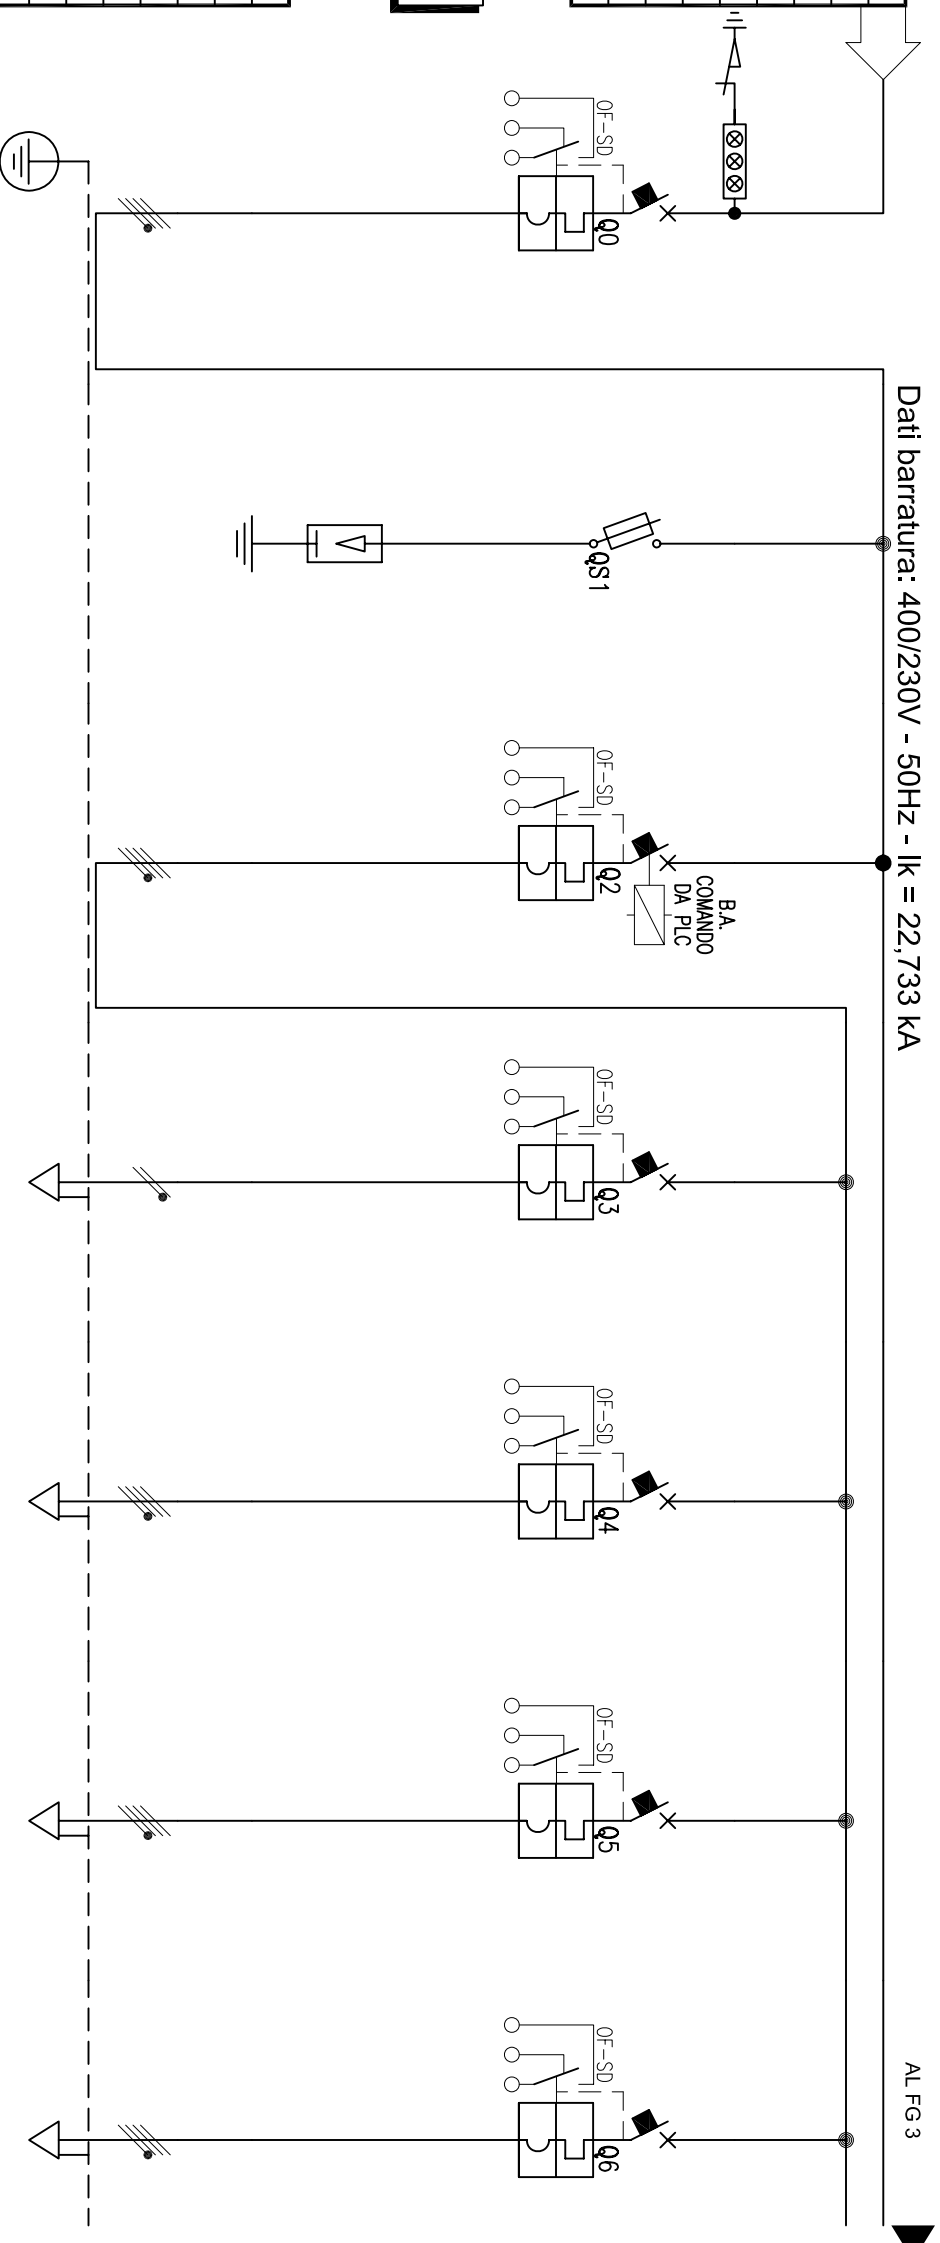 Dati barratura: 400/230V - 50Hz - Ik = 22,733 kA
AL FG 3
B.A.
COMANDO
DA PLC
OF-SD
Q0
QS1
OF-SD
Q2
OF-SD
Q3
OF-SD
Q4
OF-SD
Q5
OF-SD
Q6